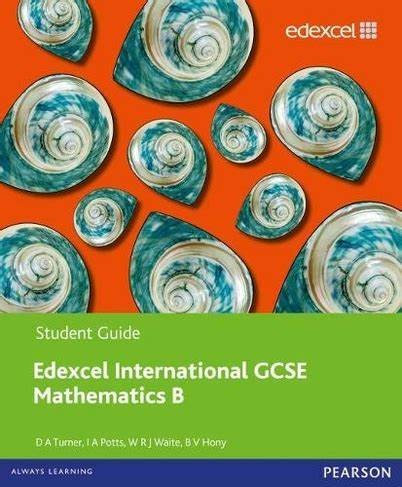 edexcel
Student Guide
Edexcel International GCSE
Mathematics B
D A Turner, I A Potts, W R J Waite, B V Hony
ALWAYS LEARNING
PEARSON